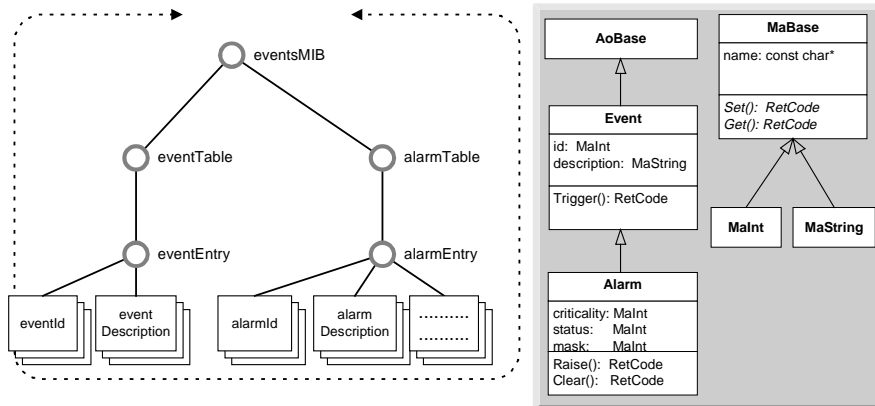 eventsMIB
eventTable
alarmTable
eventEntry
alarmEntry
eventId
event
Description
alarmId
alarm
Description
..........
..........
AoBase
Event
id: MaInt
description: MaString
Trigger(): RetCode
Alarm
criticality: MaInt
status: MaInt
mask: MaInt
Raise(): RetCode
Clear(): RetCode
MaBase
name: const char*
Set(): RetCode
Get(): RetCode
MaInt
MaString